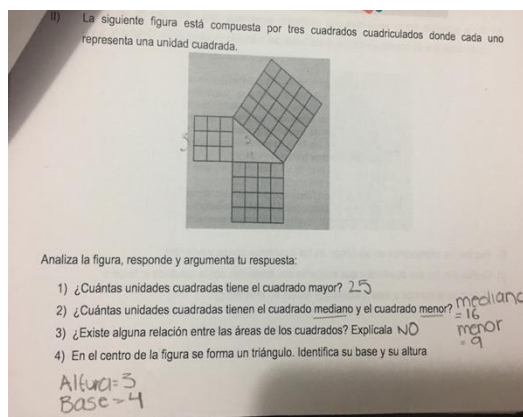 II) La siguiente figura está compuesta por tres cuadrados cuadriculados donde cada uno
representa una unidad cuadrada.
Analiza la figura, responde y argumenta tu respuesta:
1) ¿Cuántas unidades cuadradas tiene el cuadrado mayor? 25
2) ¿Cuántas unidades cuadradas tienen el cuadrado mediano y el cuadrado menor? mediano
= 16
3) ¿Existe alguna relación entre las áreas de los cuadrados? Explícala NO
menor
= 9
4) En el centro de la figura se forma un triángulo. Identifica su base y su altura
Altura=3
Base=4